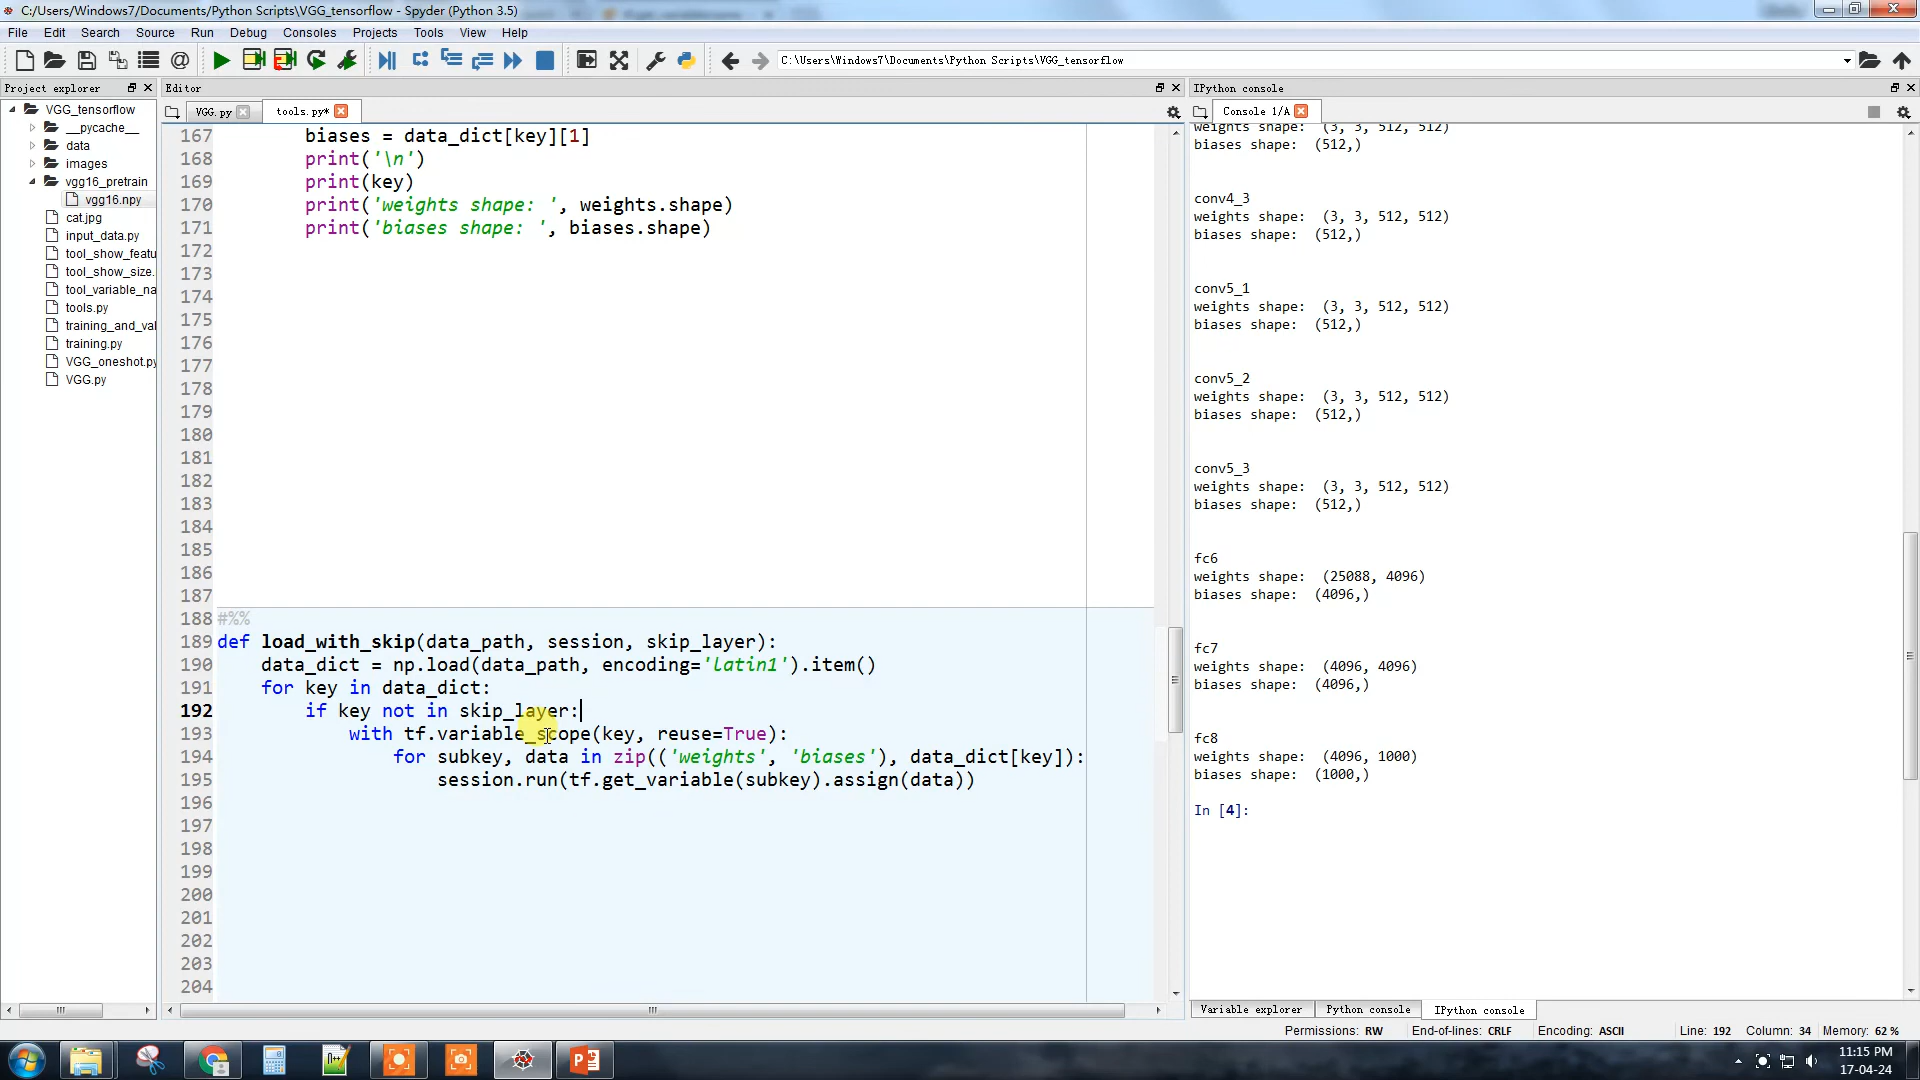 C:/Users/Windows7/Documents/Python Scripts\VGG_tensorflow - Spyder (Python 3.5)
File Edit Search Source Run Debug Consoles Projects Tools View Help
C:\Users\Windows7\Documents\Python Scripts\VGG_tensorflow
Project explorer
Editor
IPython console
VGG_tensorflow
__pycache__
data
images
vgg16_pretrain
vgg16.npy
cat.jpg
input_data.py
tool_show_featu
tool_show_size.
tool_variable_na
tools.py
training_and_val
training.py
VGG_oneshot.py
VGG.py
VGG.py
tools.py*
Console 1/A
167 biases = data_dict[key][1]
168 print('\n')
169 print(key)
170 print('weights shape: ', weights.shape)
171 print('biases shape: ', biases.shape)
172
173
174
175
176
177
178
179
180
181
182
183
184
185
186
187
188 #%%
189 def load_with_skip(data_path, session, skip_layer):
190 data_dict = np.load(data_path, encoding='latin1').item()
191 for key in data_dict:
192 if key not in skip_layer:
193 with tf.variable_scope(key, reuse=True):
194 for subkey, data in zip(('weights', 'biases'), data_dict[key]):
195 session.run(tf.get_variable(subkey).assign(data))
196
197
198
199
200
201
202
203
204
weights shape: (3, 3, 512, 512)
biases shape: (512,)
conv4_3
weights shape: (3, 3, 512, 512)
biases shape: (512,)
conv5_1
weights shape: (3, 3, 512, 512)
biases shape: (512,)
conv5_2
weights shape: (3, 3, 512, 512)
biases shape: (512,)
conv5_3
weights shape: (3, 3, 512, 512)
biases shape: (512,)
fc6
weights shape: (25088, 4096)
biases shape: (4096,)
fc7
weights shape: (4096, 4096)
biases shape: (4096,)
fc8
weights shape: (4096, 1000)
biases shape: (1000,)
In [4]:
Variable explorer Python console IPython console
Permissions: RW End-of-lines: CRLF Encoding: ASCII Line: 192 Column: 34 Memory: 62 %
11:15 PM
17-04-24